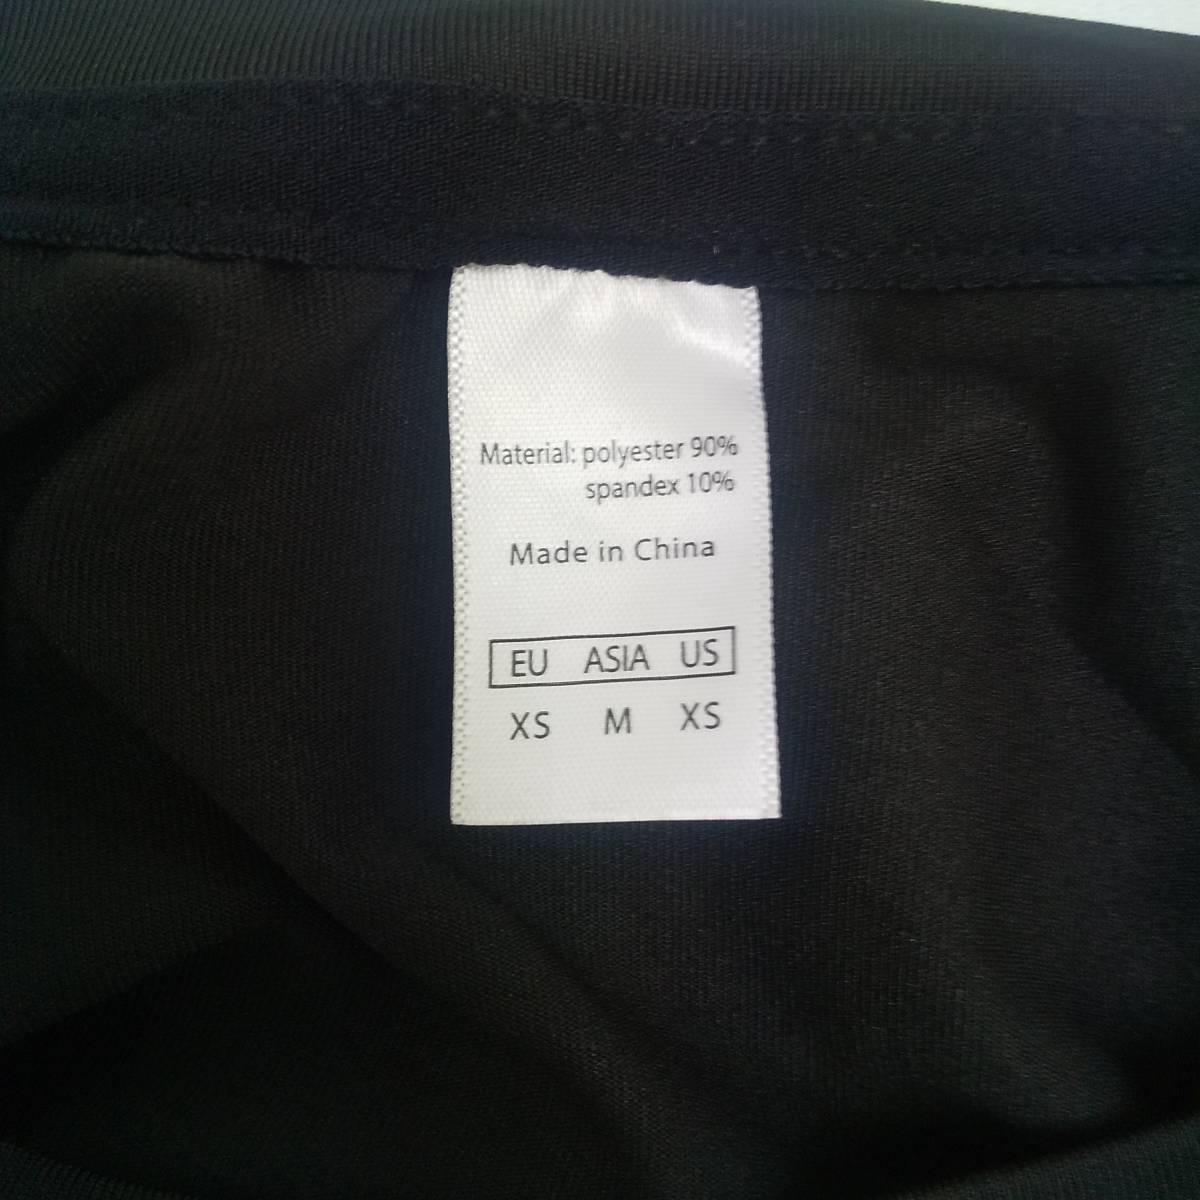 Material: polyester 90%
spandex 10%
Made in China
EU ASIA US
XS M XS